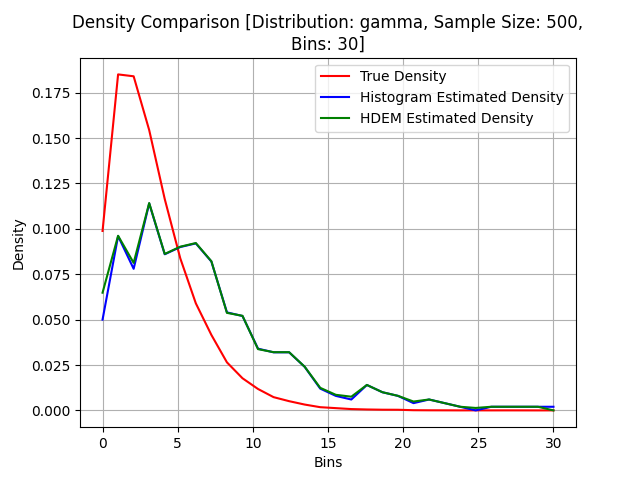 Density Comparison [Distribution: gamma, Sample Size: 500,
Bins: 30]
True Density
Histogram Estimated Density
HDEM Estimated Density
Density
0.175
0.150
0.125
0.100
0.075
0.050
0.025
0.000
0 5 10 15 20 25 30
Bins